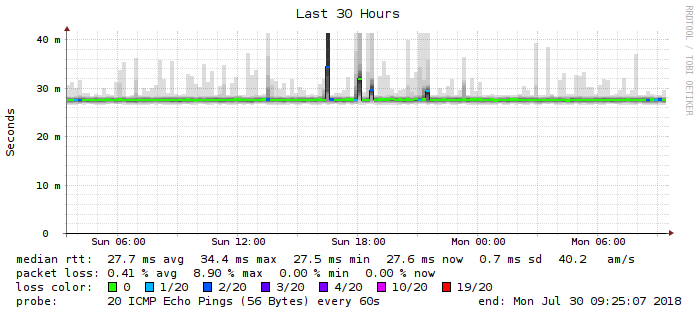 Last 30 Hours
RRDTOOL / TOBI OETIKER
Seconds
40 m
30 m
20 m
10 m
0
Sun 06:00 Sun 12:00 Sun 18:00 Mon 00:00 Mon 06:00
median rtt: 27.7 ms avg 34.4 ms max 27.5 ms min 27.6 ms now 0.7 ms sd 40.2 am/s
packet loss: 0.41 % avg 8.90 % max 0.00 % min 0.00 % now
loss color: 0 1/20 2/20 3/20 4/20 10/20 19/20
probe: 20 ICMP Echo Pings (56 Bytes) every 60s end: Mon Jul 30 09:25:07 2018